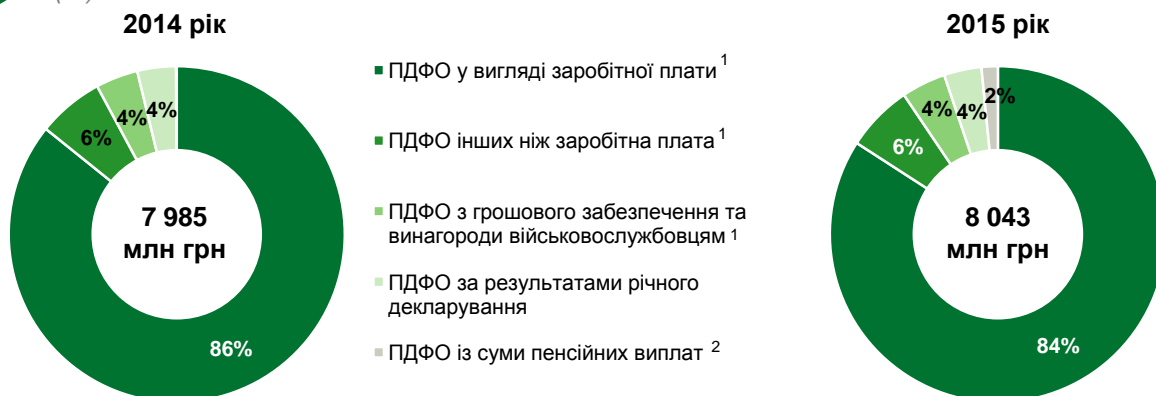 2014 рік
86%
6%
4%
4%
7 985
млн грн
ПДФО у вигляді заробітної плати 1
ПДФО інших ніж заробітна плата 1
ПДФО з грошового забезпечення та
винагороди військовослужбовцям 1
ПДФО за результатами річного
декларування
ПДФО із суми пенсійних виплат 2
2015 рік
84%
6%
4%
4%
2%
8 043
млн грн